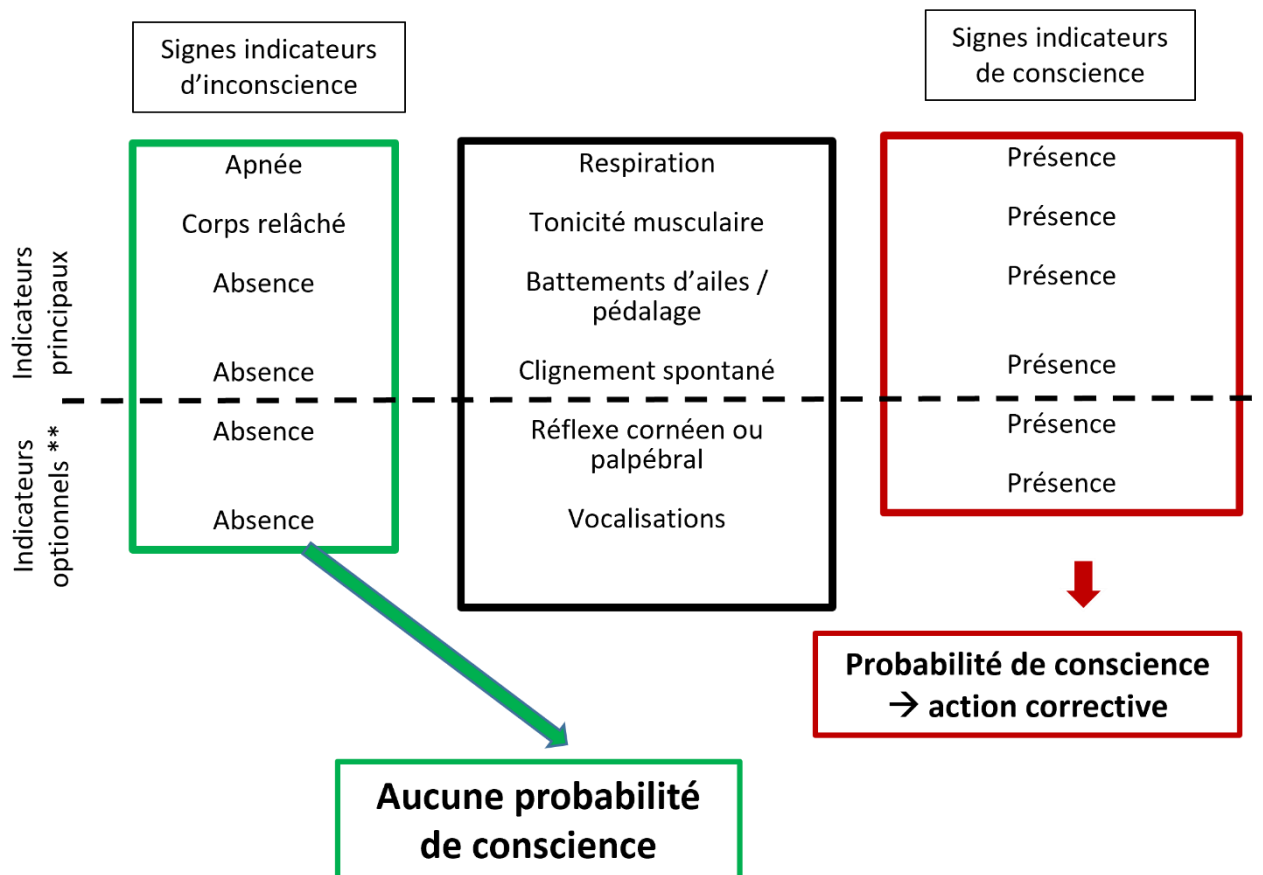 Signes indicateurs
d’inconscience
Signes indicateurs
de conscience
Indicateurs
principaux
Apnée
Respiration
Présence
Corps relâché
Tonicité musculaire
Présence
Absence
Battements d’ailes /
pédalage
Présence
Absence
Clignement spontané
Présence
Indicateurs
optionnels **
Absence
Réflexe cornéen ou
palpébral
Présence
Absence
Vocalisations
Présence
Probabilité de conscience
→ action corrective
Aucune probabilité
de conscience